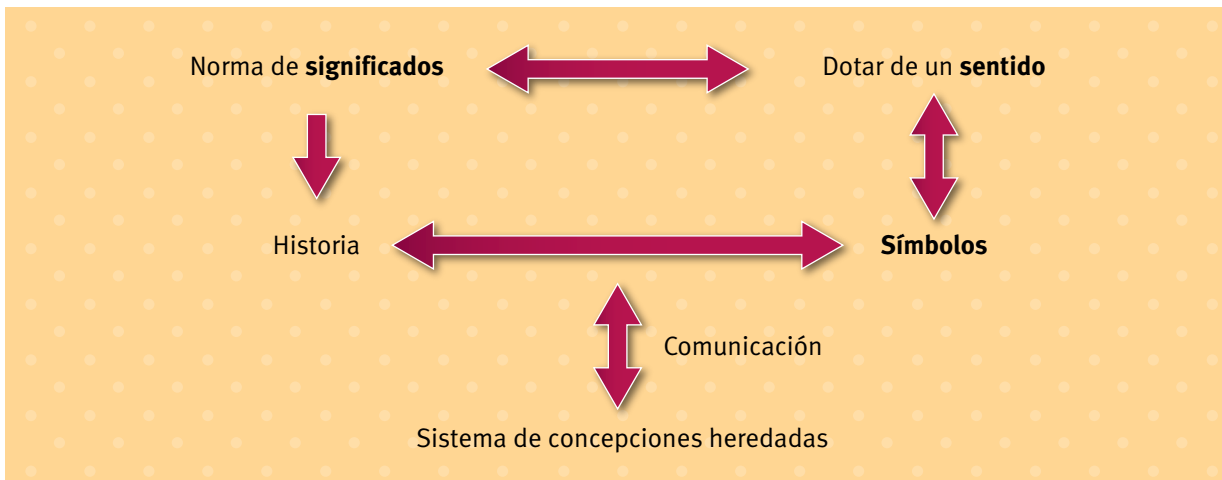 Norma de significados
Dotar de un sentido
Historia
Símbolos
Comunicación
Sistema de concepciones heredadas